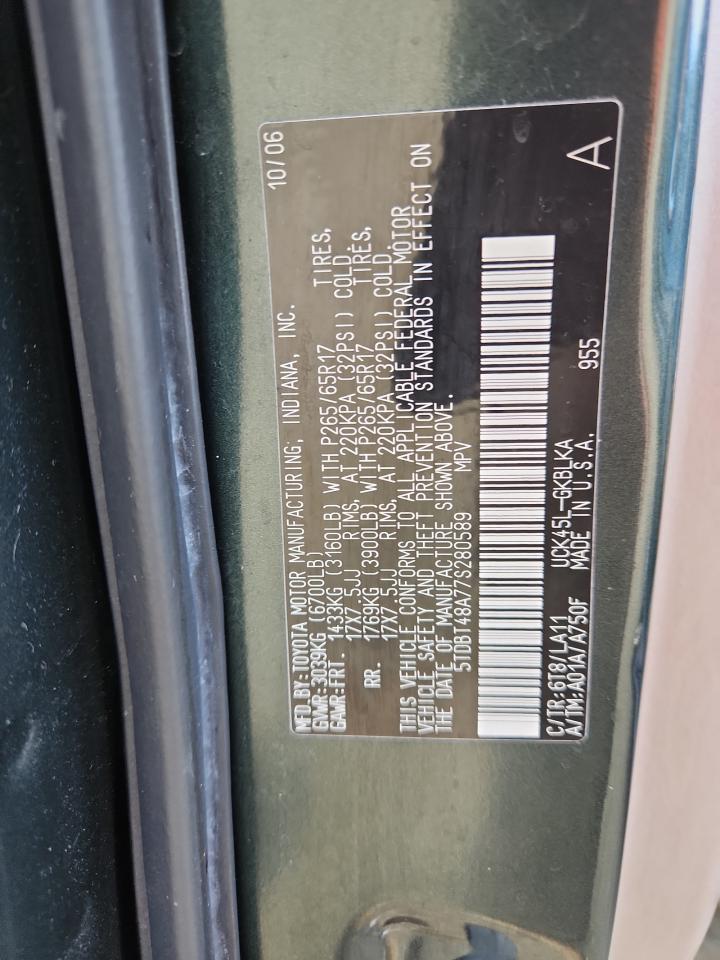 MFD.BY:TOYOTA MOTOR MANUFACTURING, INDIANA, INC. 10/06
GVWR:3039KG (6700LB)
GAWR:FRT. 1433KG (3160LB) WITH P265/65R17 TIRES,
17X7.5JJ RIMS, AT 220KPA (32PSI) COLD.
RR. 1769KG (3900LB) WITH P265/65R17 TIRES,
17X7.5JJ RIMS, AT 220KPA (32PSI) COLD.
THIS VEHICLE CONFORMS TO ALL APPLICABLE FEDERAL MOTOR
VEHICLE SAFETY AND THEFT PREVENTION STANDARDS IN EFFECT ON
THE DATE OF MANUFACTURE SHOWN ABOVE.
5TDBT48A77S280589 MPV
C/TR:6T8/LA11 UCK45L-GKBLKA
A/TM:A01A/A750F MADE IN U.S.A. 955 A